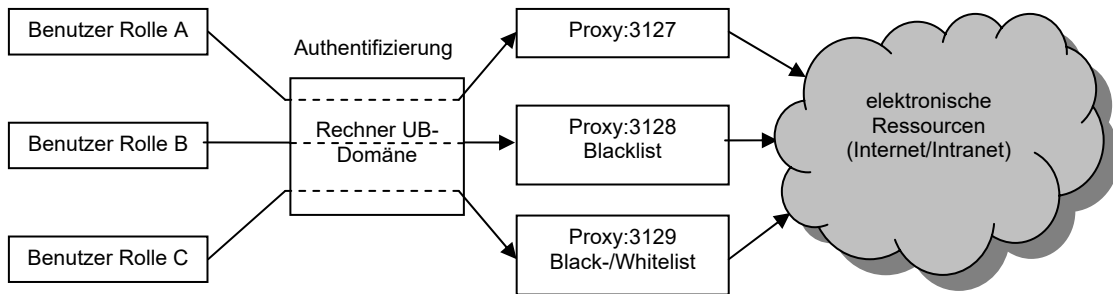 Benutzer Rolle A
Benutzer Rolle B
Benutzer Rolle C
Authentifizierung
Rechner UB-
Domäne
Proxy:3127
Proxy:3128
Blacklist
Proxy:3129
Black-/Whitelist
elektronische
Ressourcen
(Internet/Intranet)